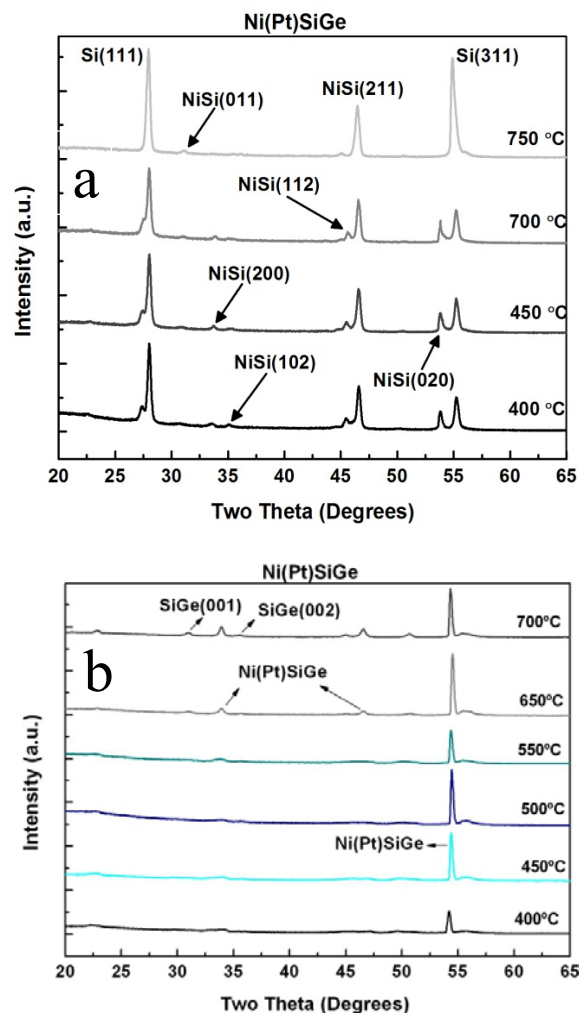 Ni(Pt)SiGe
Si(111)
Si(311)
NiSi(011)
NiSi(211)
750 °C
a
NiSi(112)
700 °C
NiSi(200)
450 °C
NiSi(102)
NiSi(020)
400 °C
Intensity (a.u.)
20 25 30 35 40 45 50 55 60 65
Two Theta (Degrees)
Ni(Pt)SiGe
SiGe(001)
SiGe(002)
700ºC
b
Ni(Pt)SiGe
650ºC
550ºC
500ºC
Ni(Pt)SiGe
450ºC
400ºC
Intensity (a.u.)
20 25 30 35 40 45 50 55 60 65
Two Theta (Degrees)